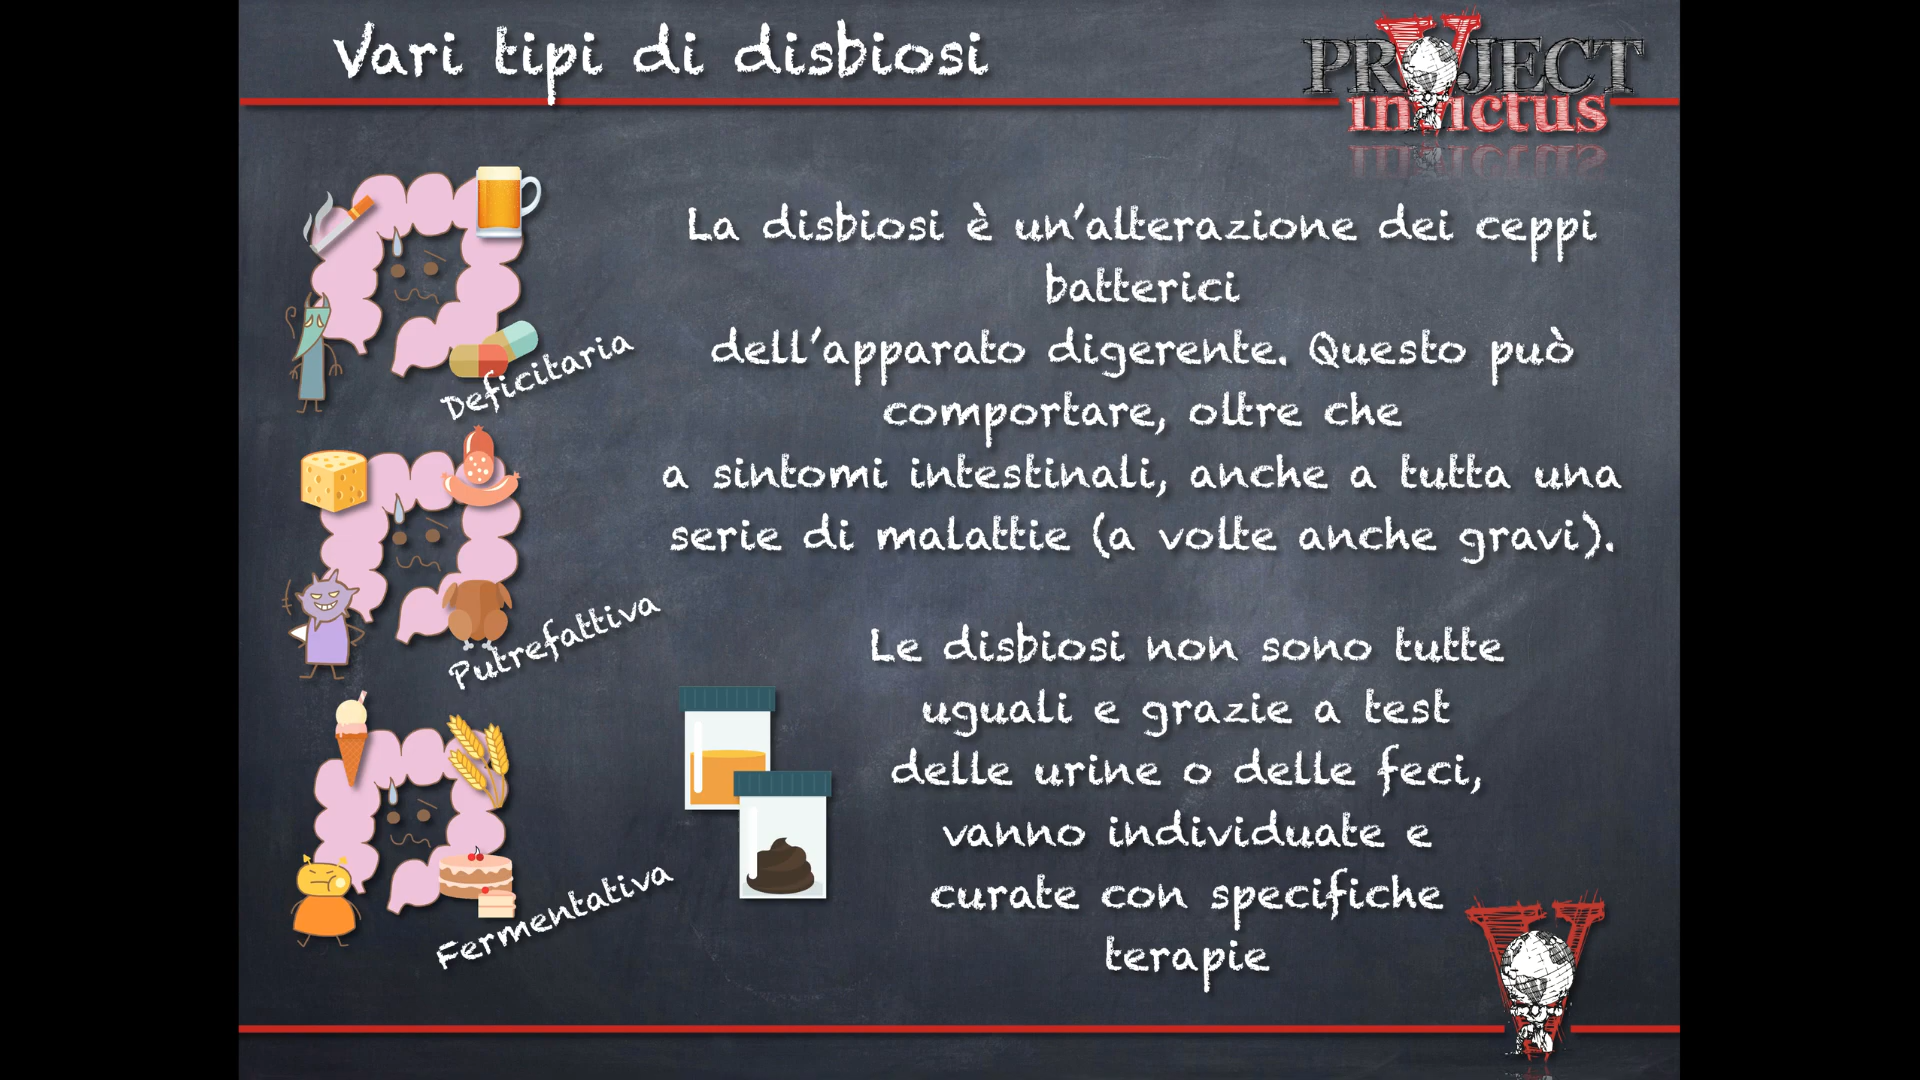 Vari tipi di disbiosi
PROJECT
invictus
La disbiosi è un'alterazione dei ceppi
batterici
dell'apparato digerente. Questo può
comportare, oltre che
a sintomi intestinali, anche a tutta una
serie di malattie (a volte anche gravi).
Deficitaria
Putrefattiva
Fermentativa
Le disbiosi non sono tutte
uguali e grazie a test
delle urine o delle feci,
vanno individuate e
curate con specifiche
terapie
V